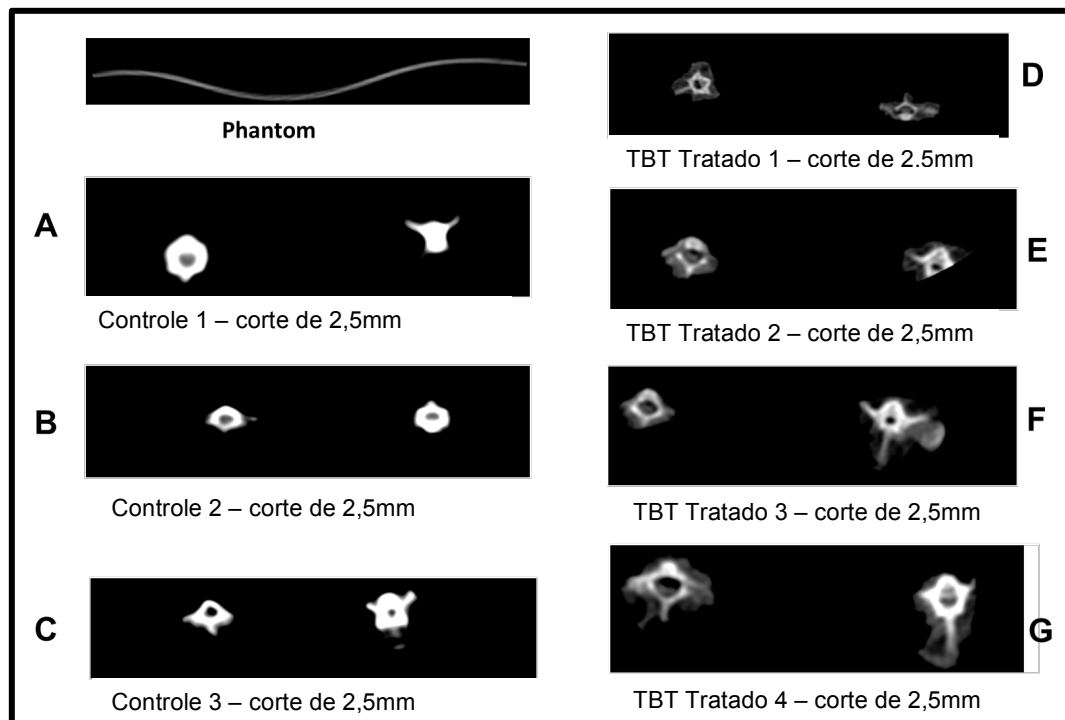 Phantom
A
Controle 1 – corte de 2,5mm
B
Controle 2 – corte de 2,5mm
C
Controle 3 – corte de 2,5mm
D
TBT Tratado 1 – corte de 2.5mm
E
TBT Tratado 2 – corte de 2,5mm
F
TBT Tratado 3 – corte de 2,5mm
G
TBT Tratado 4 – corte de 2,5mm